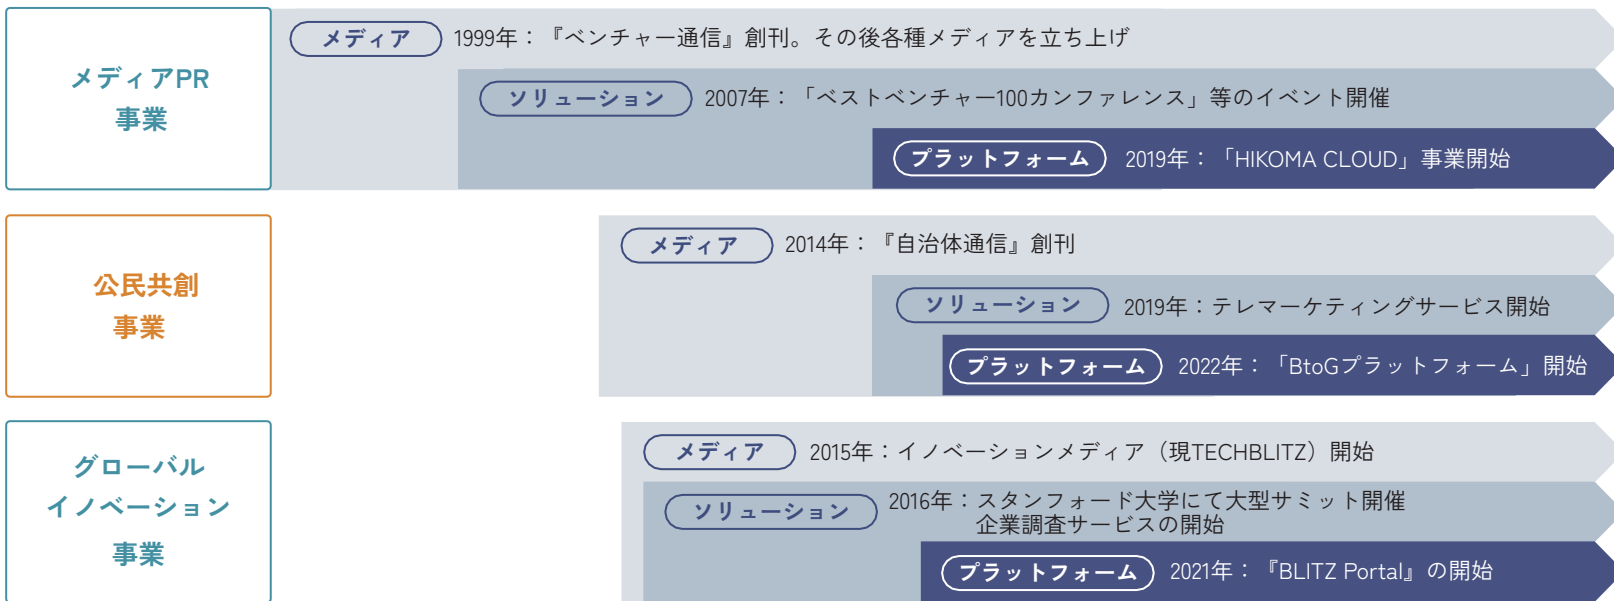 メディアPR
事業
メディア
1999年：『ベンチャー通信』創刊。その後各種メディアを立ち上げ
ソリューション
2007年：「ベストベンチャー100カンファレンス」等のイベント開催
プラットフォーム
2019年：「HIKOMA CLOUD」事業開始
公民共創
事業
メディア
2014年：『自治体通信』創刊
ソリューション
2019年：テレマーケティングサービス開始
プラットフォーム
2022年：「BtoGプラットフォーム」開始
グローバル
イノベーション
事業
メディア
2015年：イノベーションメディア（現TECHBLITZ）開始
ソリューション
2016年：スタンフォード大学にて大型サミット開催
企業調査サービスの開始
プラットフォーム
2021年：『BLITZ Portal』の開始